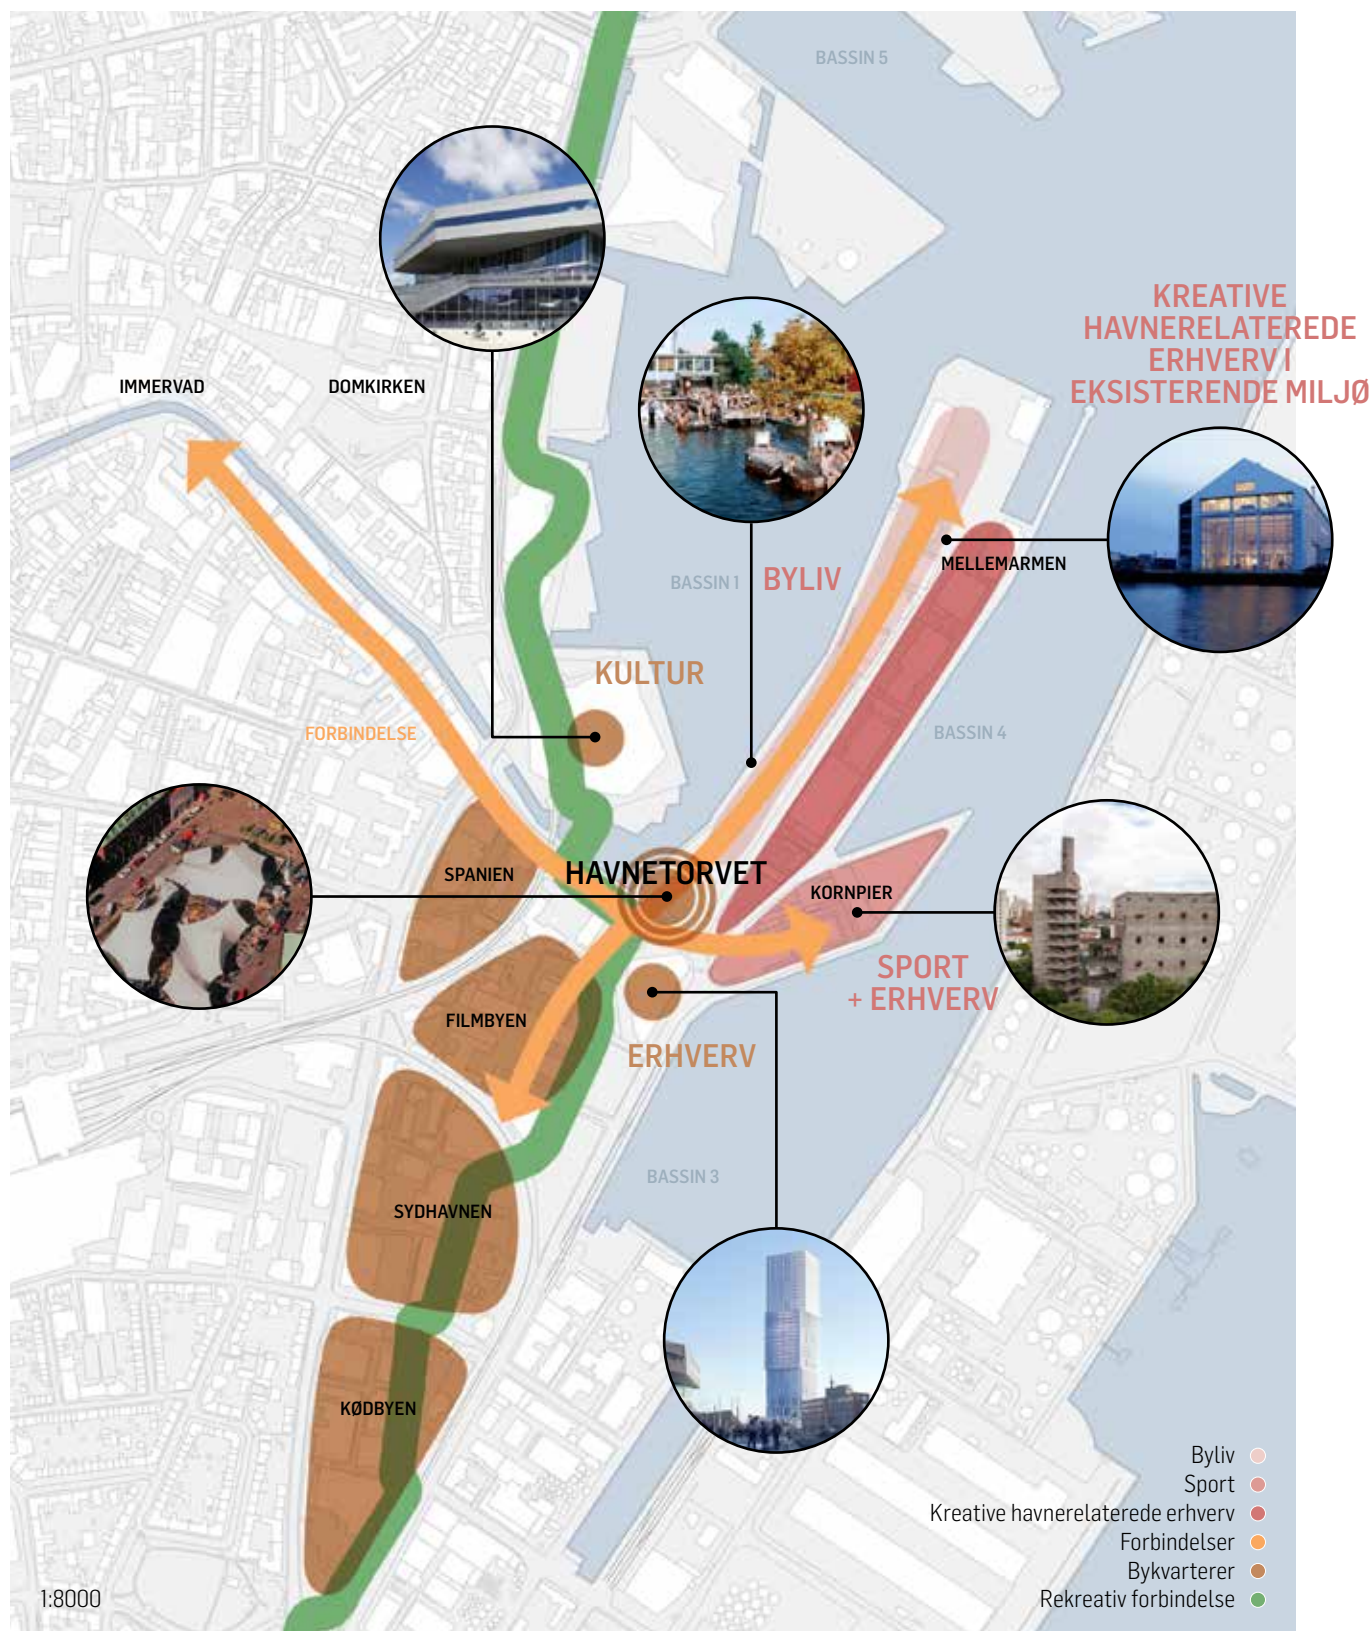 BASSIN 5
KREATIVE
HAVNERELATEREDE
ERHVERV I
EKSISTERENDE MILJØ
IMMERVAD
DOMKIRKEN
MELLEMARMEN
BASSIN 1
BYLIV
KULTUR
FORBINDELSE
BASSIN 4
SPANIEN
HAVNETORVET
KORNPIER
SPORT
+ ERHVERV
FILMBYEN
ERHVERV
BASSIN 3
SYDHAVNEN
KØDBYEN
Byliv
Sport
Kreative havnerelaterede erhverv
Forbindelser
Bykvarterer
Rekreativ forbindelse
1:8000